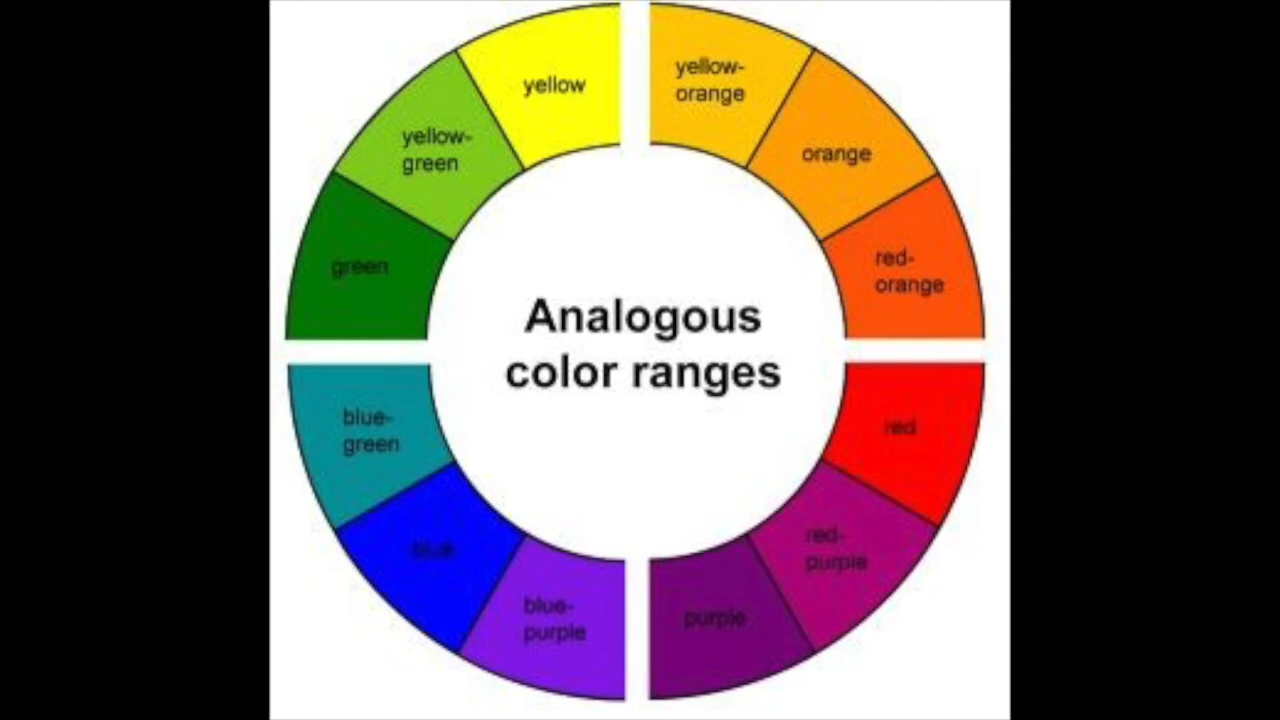 yellow
yellow-
orange
yellow-
green
orange
green
red-
orange
Analogous
color ranges
blue-
green
red
blue
red-
purple
blue-
purple
purple